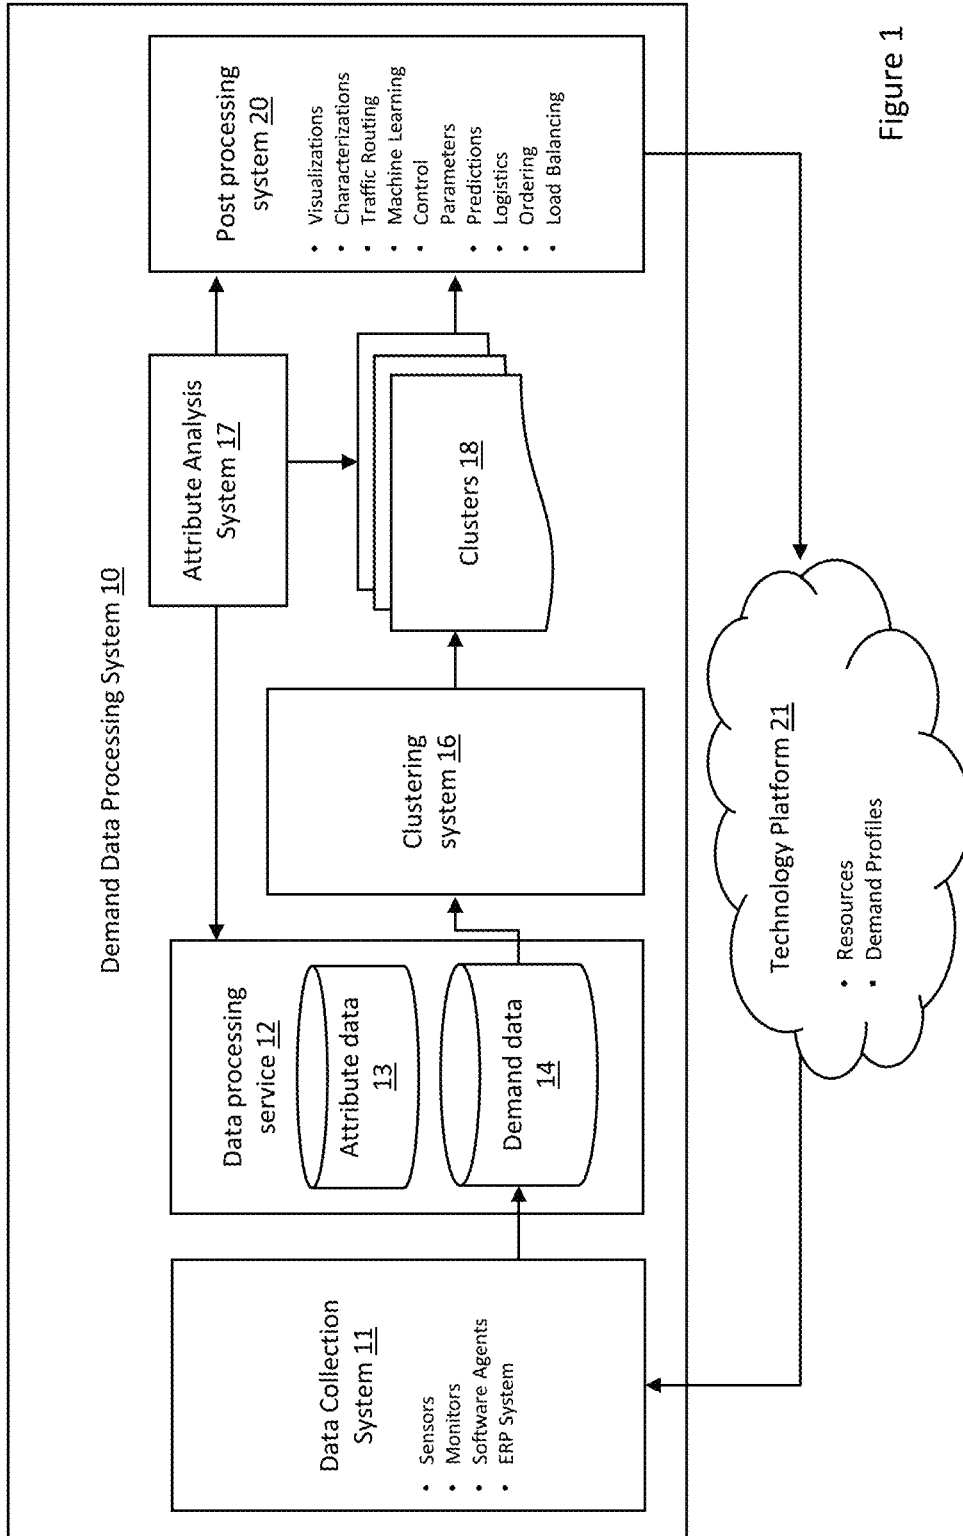 Demand Data Processing System 10
Data Collection
System 11
• Sensors
• Monitors
• Software Agents
• ERP System
Data processing
service 12
Attribute data
13
Demand data
14
Clustering
system 16
Attribute Analysis
System 17
Clusters 18
Post processing
system 20
• Visualizations
• Characterizations
• Traffic Routing
• Machine Learning
• Control
Parameters
• Predictions
• Logistics
• Ordering
• Load Balancing
Technology Platform 21
• Resources
• Demand Profiles
Figure 1